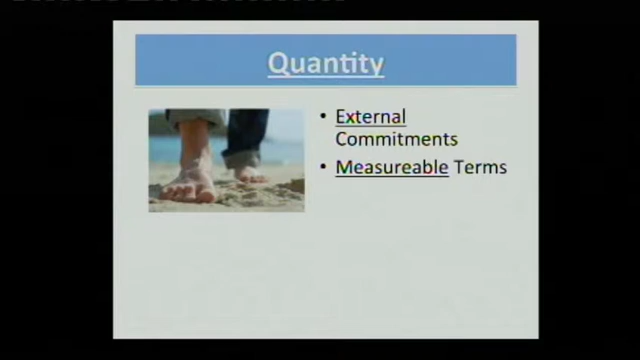 Quantity
• External
Commitments
• Measureable Terms